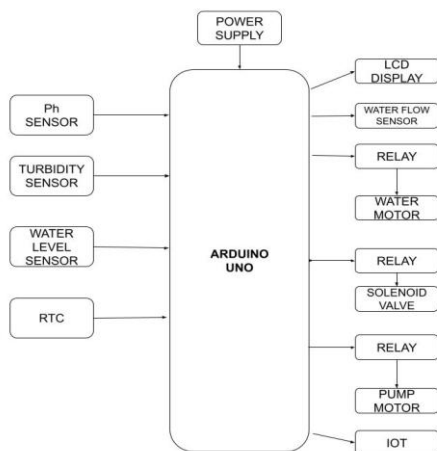 POWER
SUPPLY
LCD
DISPLAY
Ph
SENSOR
WATER FLOW
SENSOR
TURBIDITY
SENSOR
RELAY
WATER
MOTOR
WATER
LEVEL
SENSOR
ARDUINO
UNO
RELAY
SOLENOID
VALVE
RTC
RELAY
PUMP
MOTOR
IOT